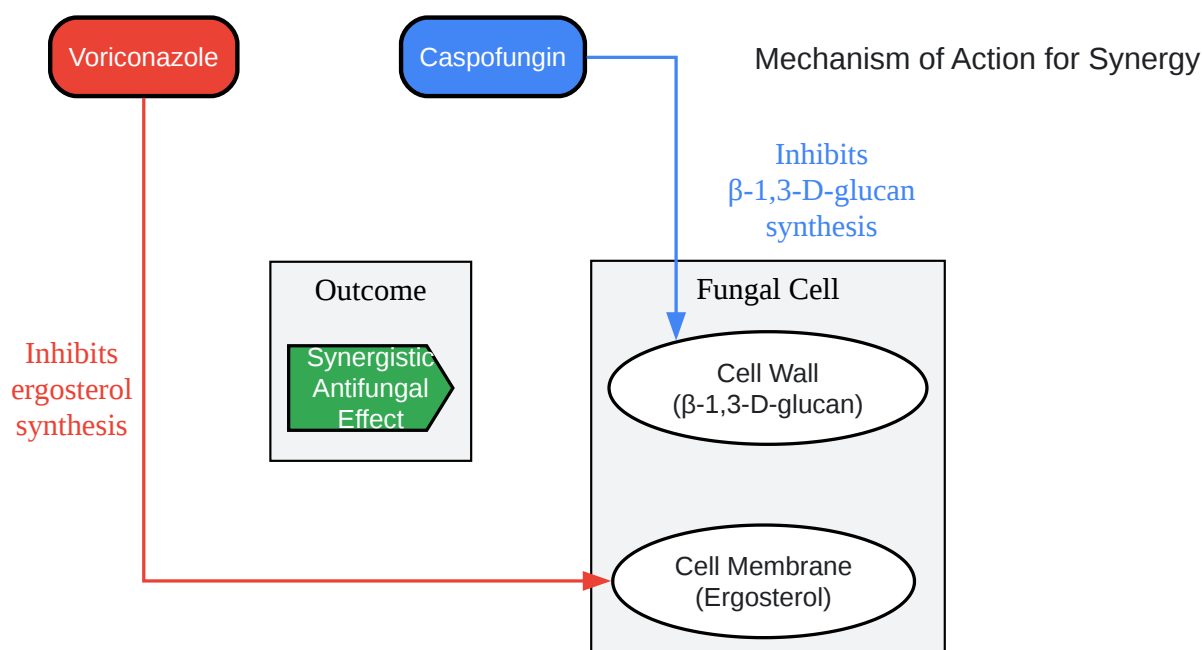 Voriconazole
Caspofungin
Mechanism of Action for Synergy
Inhibits
β-1,3-D-glucan
synthesis
Outcome
Fungal Cell
Inhibits
ergosterol
synthesis
Synergistic
Antifungal
Effect
Cell Wall
(β-1,3-D-glucan)
Cell Membrane
(Ergosterol)